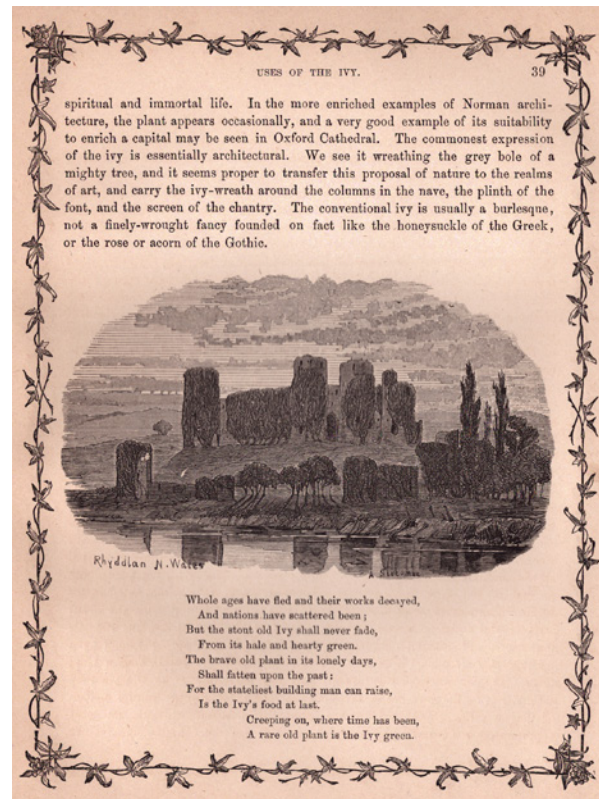 USES OF THE IVY. 39
spiritual and immortal life. In the more enriched examples of Norman archi-
tecture, the plant appears occasionally, and a very good example of its suitability
to enrich a capital may be seen in Oxford Cathedral. The commonest expression
of the ivy is essentially architectural. We see it wreathing the grey bole of a
mighty tree, and it seems proper to transfer this proposal of nature to the realms
of art, and carry the ivy-wreath around the columns in the nave, the plinth of the
font, and the screen of the chantry. The conventional ivy is usually a burlesque,
not a finely-wrought fancy founded on fact like the honeysuckle of the Greek,
or the rose or acorn of the Gothic.
Rhyddlan N. Wales
Whole ages have fled and their works decayed,
And nations have scattered been;
But the stout old Ivy shall never fade,
From its hale and hearty green.
The brave old plant in its lonely days,
Shall fatten upon the past:
For the stateliest building man can raise,
Is the Ivy's food at last.
Creeping on, where time has been,
A rare old plant is the Ivy green.